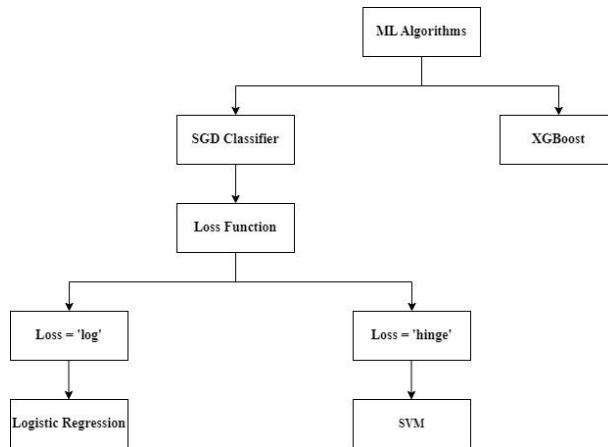 ML Algorithms
SGD Classifier
XGBoost
Loss Function
Loss = 'log'
Loss = 'hinge'
Logistic Regression
SVM